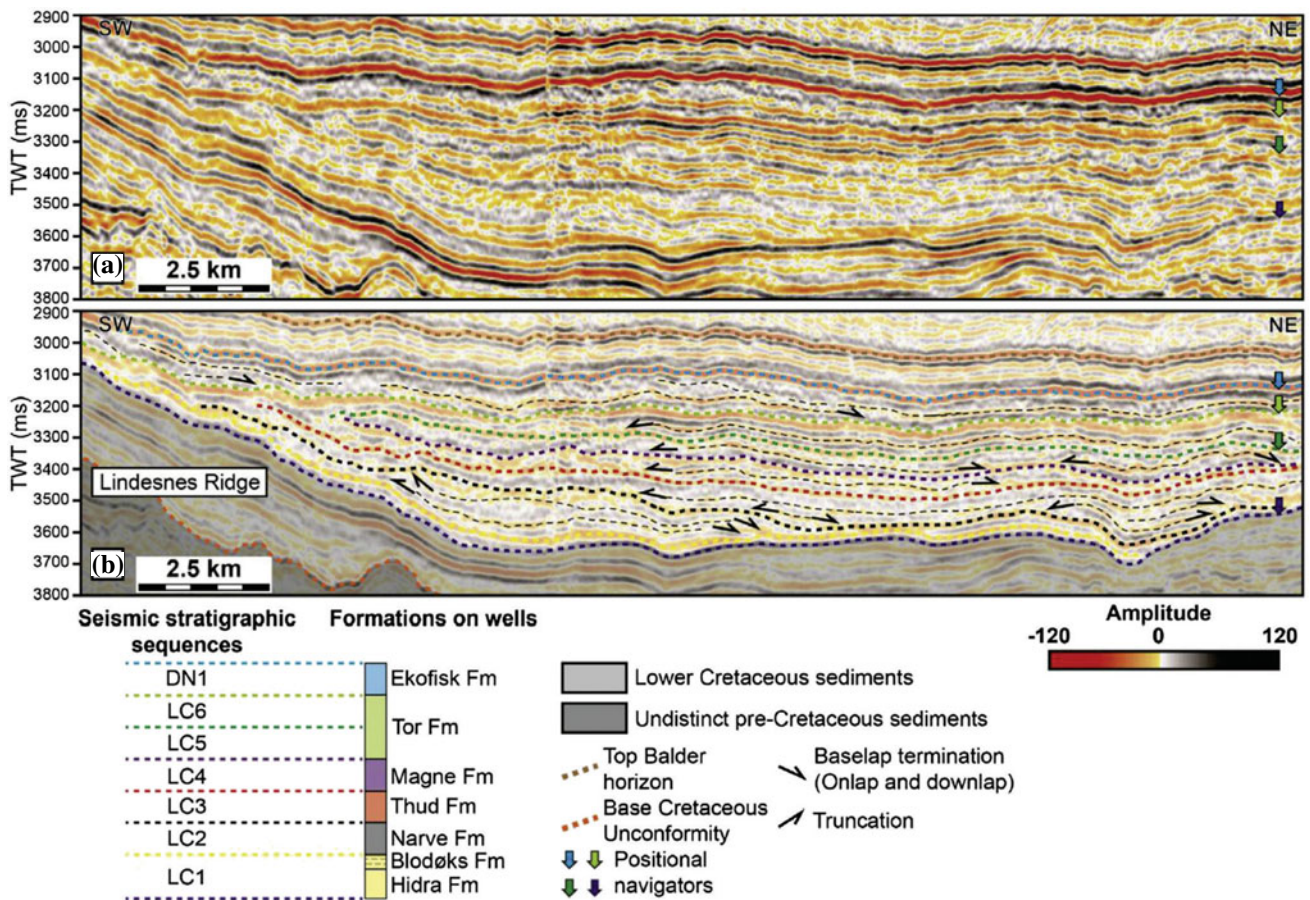 SW
NE
2900
3000
3100
3200
3300
3400
3500
3600
3700
3800
TWT (ms)
(a)
2.5 km
SW
NE
2900
3000
3100
3200
3300
3400
3500
3600
3700
3800
TWT (ms)
Lindesnes Ridge
(b)
2.5 km
Seismic stratigraphic
sequences
Formations on wells
DN1
LC6
LC5
LC4
LC3
LC2
LC1
Ekofisk Fm
Tor Fm
Magne Fm
Thud Fm
Narve Fm
Blodøks Fm
Hidra Fm
Lower Cretaceous sediments
Undistinct pre-Cretaceous sediments
Top Balder
horizon
Base Cretaceous
Unconformity
Positional
navigators
Baselap termination
(Onlap and downlap)
Truncation
Amplitude
-120 0 120